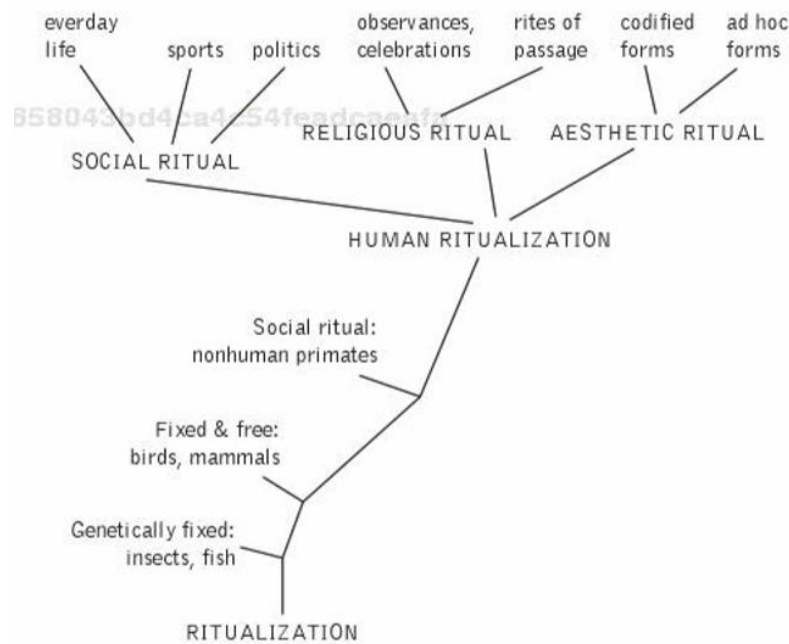 everday
life
sports
politics
observances,
celebrations
rites of
passage
codified
forms
ad hoc
forms
RELIGIOUS RITUAL
AESTHETIC RITUAL
SOCIAL RITUAL
HUMAN RITUALIZATION
Social ritual:
nonhuman primates
Fixed & free:
birds, mammals
Genetically fixed:
insects, fish
RITUALIZATION